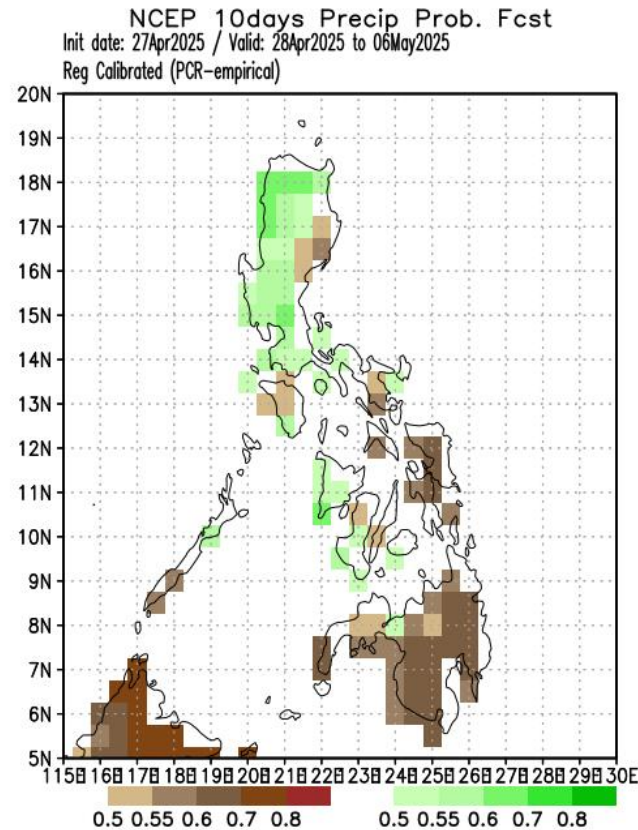 NCEP 10days Precip Prob. Fcst
Init date: 27Apr2025 / Valid: 28Apr2025 to 06May2025
Reg Calibrated (PCR-empirical)
20N
19N
18N
17N
16N
15N
14N
13N
12N
11N
10N
9N
8N
7N
6N
5N
115E 116E 117E 118E 119E 120E 121E 122E 123E 124E 125E 126E 127E 128E 129E 130E
0.5 0.55 0.6 0.7 0.8 0.5 0.55 0.6 0.7 0.8